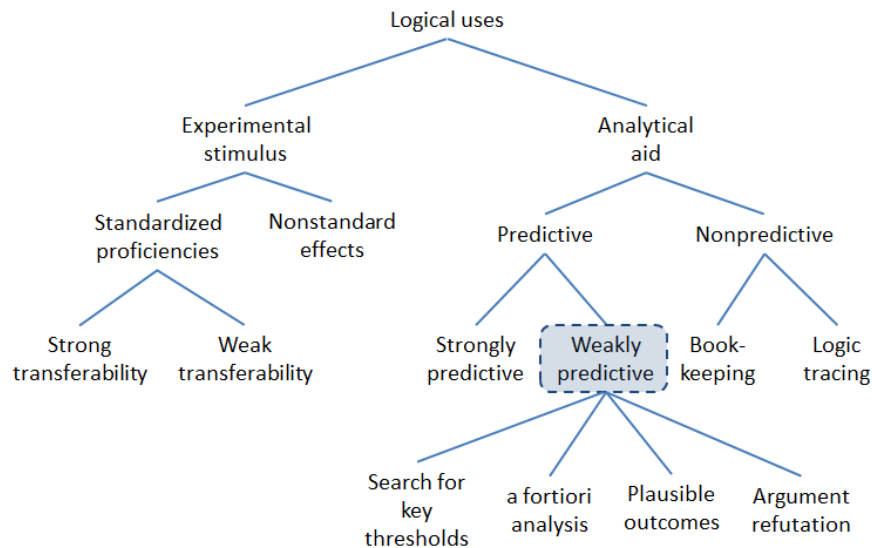 Logical uses
Experimental
stimulus
Analytical
aid
Standardized
proficiencies
Nonstandard
effects
Predictive
Nonpredictive
Strong
transferability
Weak
transferability
Strongly
predictive
Weakly
predictive
Book-
keeping
Logic
tracing
Search for
key
thresholds
a fortiori
analysis
Plausible
outcomes
Argument
refutation